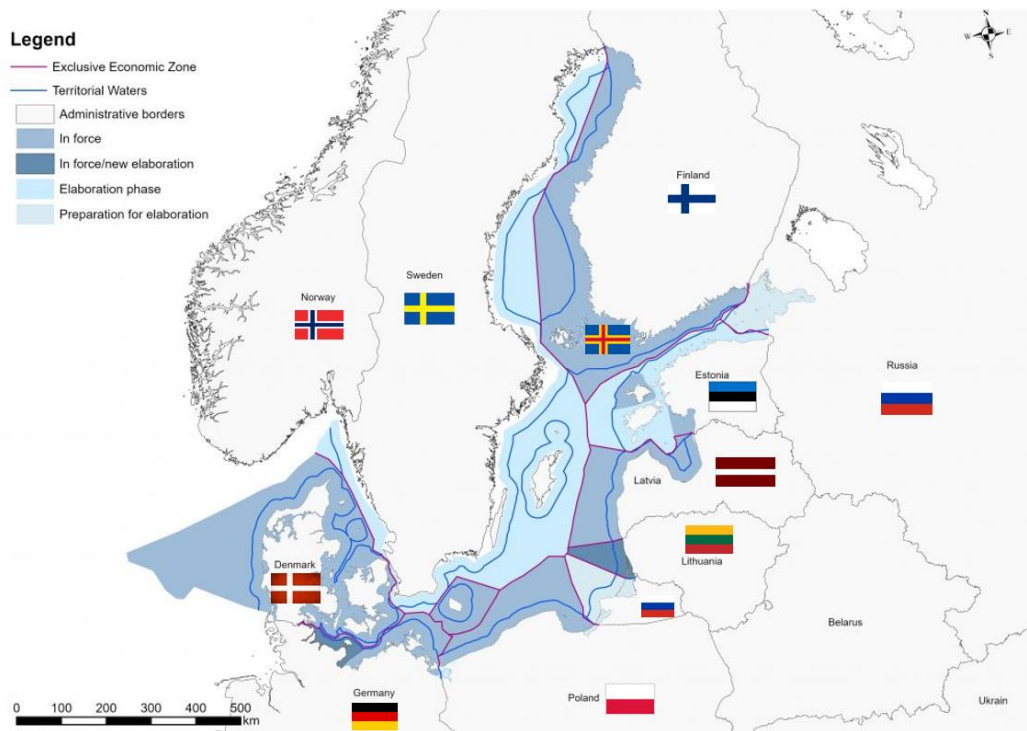 N
W
E
S
Legend
Exclusive Economic Zone
Territorial Waters
Administrative borders
In force
In force/new elaboration
Elaboration phase
Preparation for elaboration
Finland
Sweden
Norway
Estonia
Russia
Latvia
Lithuania
Denmark
Belarus
Germany
Poland
Ukrain
0 100 200 300 400 500
km